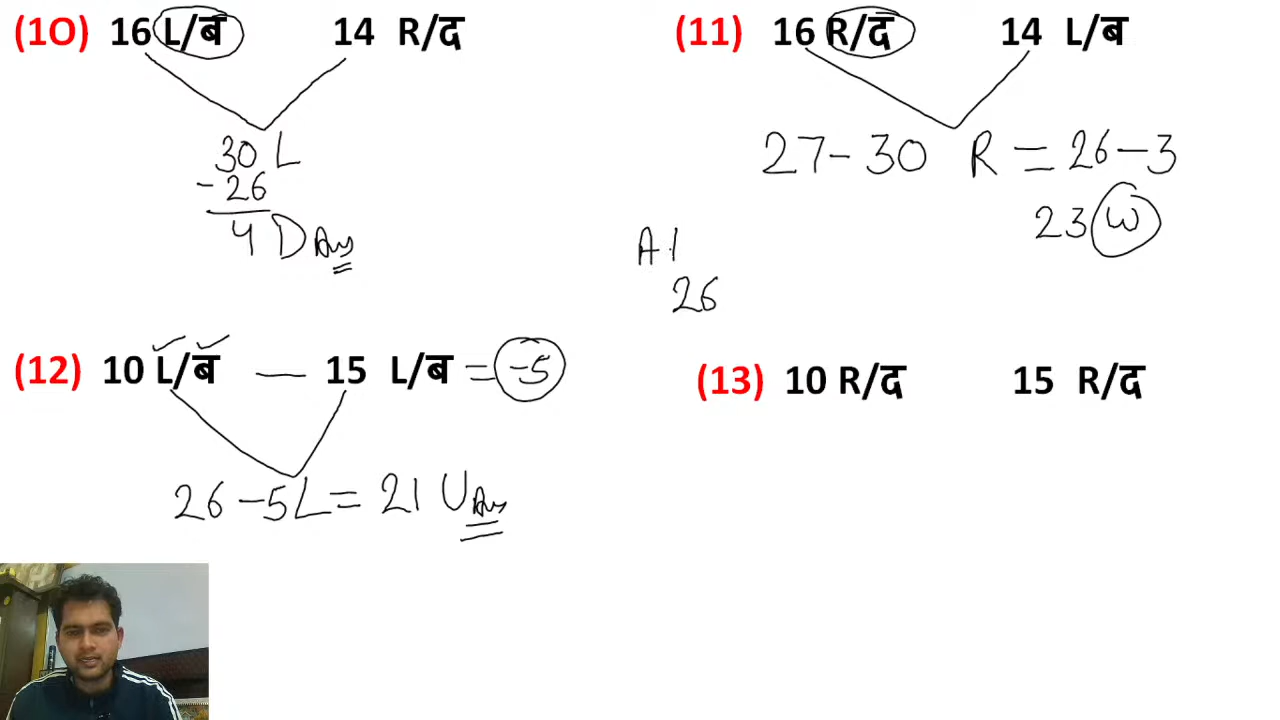 (1O) 16 L/ब 14 R/द
30 L
- 26
4 D Ans
(11) 16 R/द 14 L/ब
27 - 30 R = 26 - 3
23 W
A 1
26
(12) 10 L/ब — 15 L/ब = -5
26 - 5 L = 21 U Ans
(13) 10 R/द 15 R/द